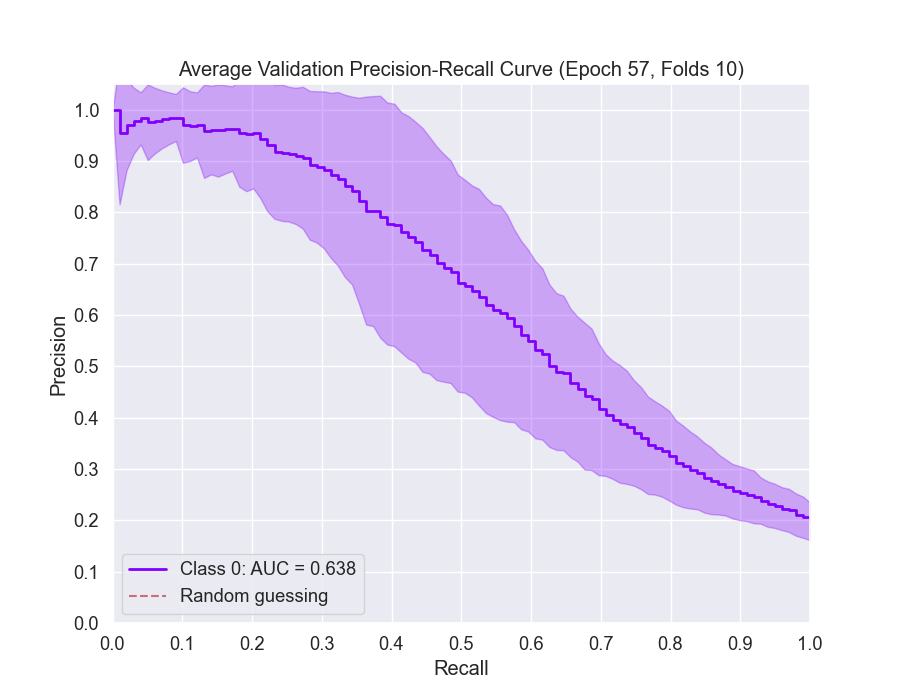 Average Validation Precision-Recall Curve (Epoch 57, Folds 10)
Precision
1.0
0.9
0.8
0.7
0.6
0.5
0.4
0.3
0.2
0.1
0.0
Class 0: AUC = 0.638
Random guessing
0.0 0.1 0.2 0.3 0.4 0.5 0.6 0.7 0.8 0.9 1.0
Recall